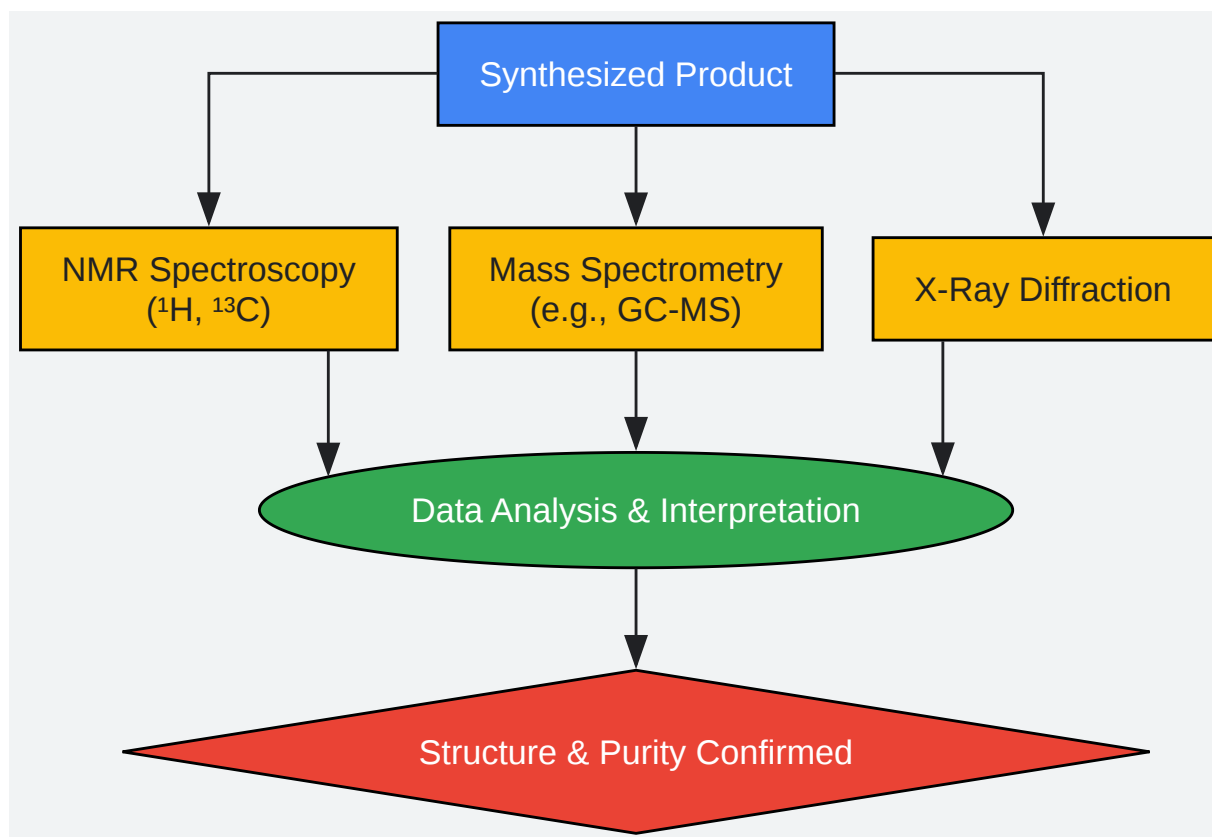 Synthesized Product
NMR Spectroscopy
(¹H, ¹³C)
Mass Spectrometry
(e.g., GC-MS)
X-Ray Diffraction
Data Analysis & Interpretation
Structure & Purity Confirmed